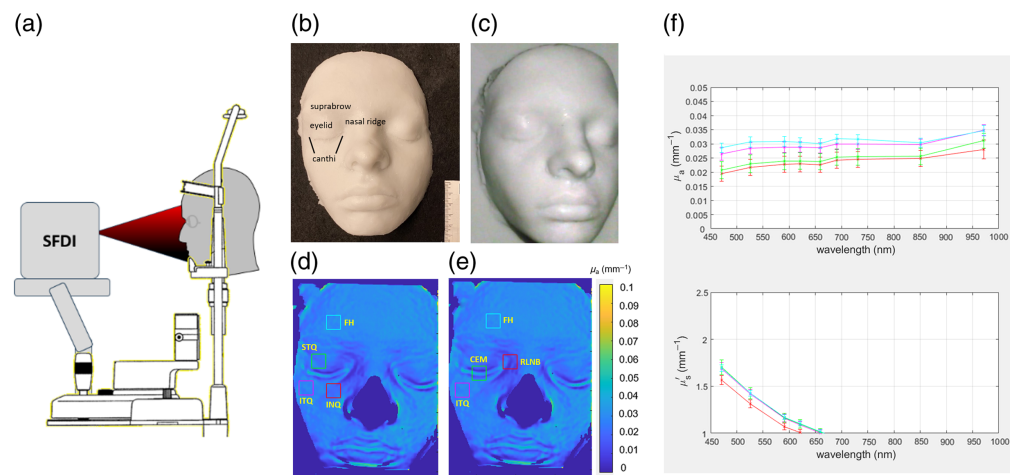 (a)
(b)
(c)
(f)
SFDI
suprabrow
eyelid
nasal ridge
canthi
(d)
(e)
μa (mm⁻¹)
FH
STQ
ITQ
INQ
FH
CEM
RLNB
ITQ
0.1
0.09
0.08
0.07
0.06
0.05
0.04
0.03
0.02
0.01
0
0.05
0.045
0.04
0.035
0.03
0.025
0.02
0.015
0.01
0.005
0
μa (mm⁻¹)
450 500 550 600 650 700 750 800 850 900 950 1000
wavelength (nm)
2.5
2
1.5
1
μs′ (mm⁻¹)
450 500 550 600 650 700 750 800 850 900 950 1000
wavelength (nm)